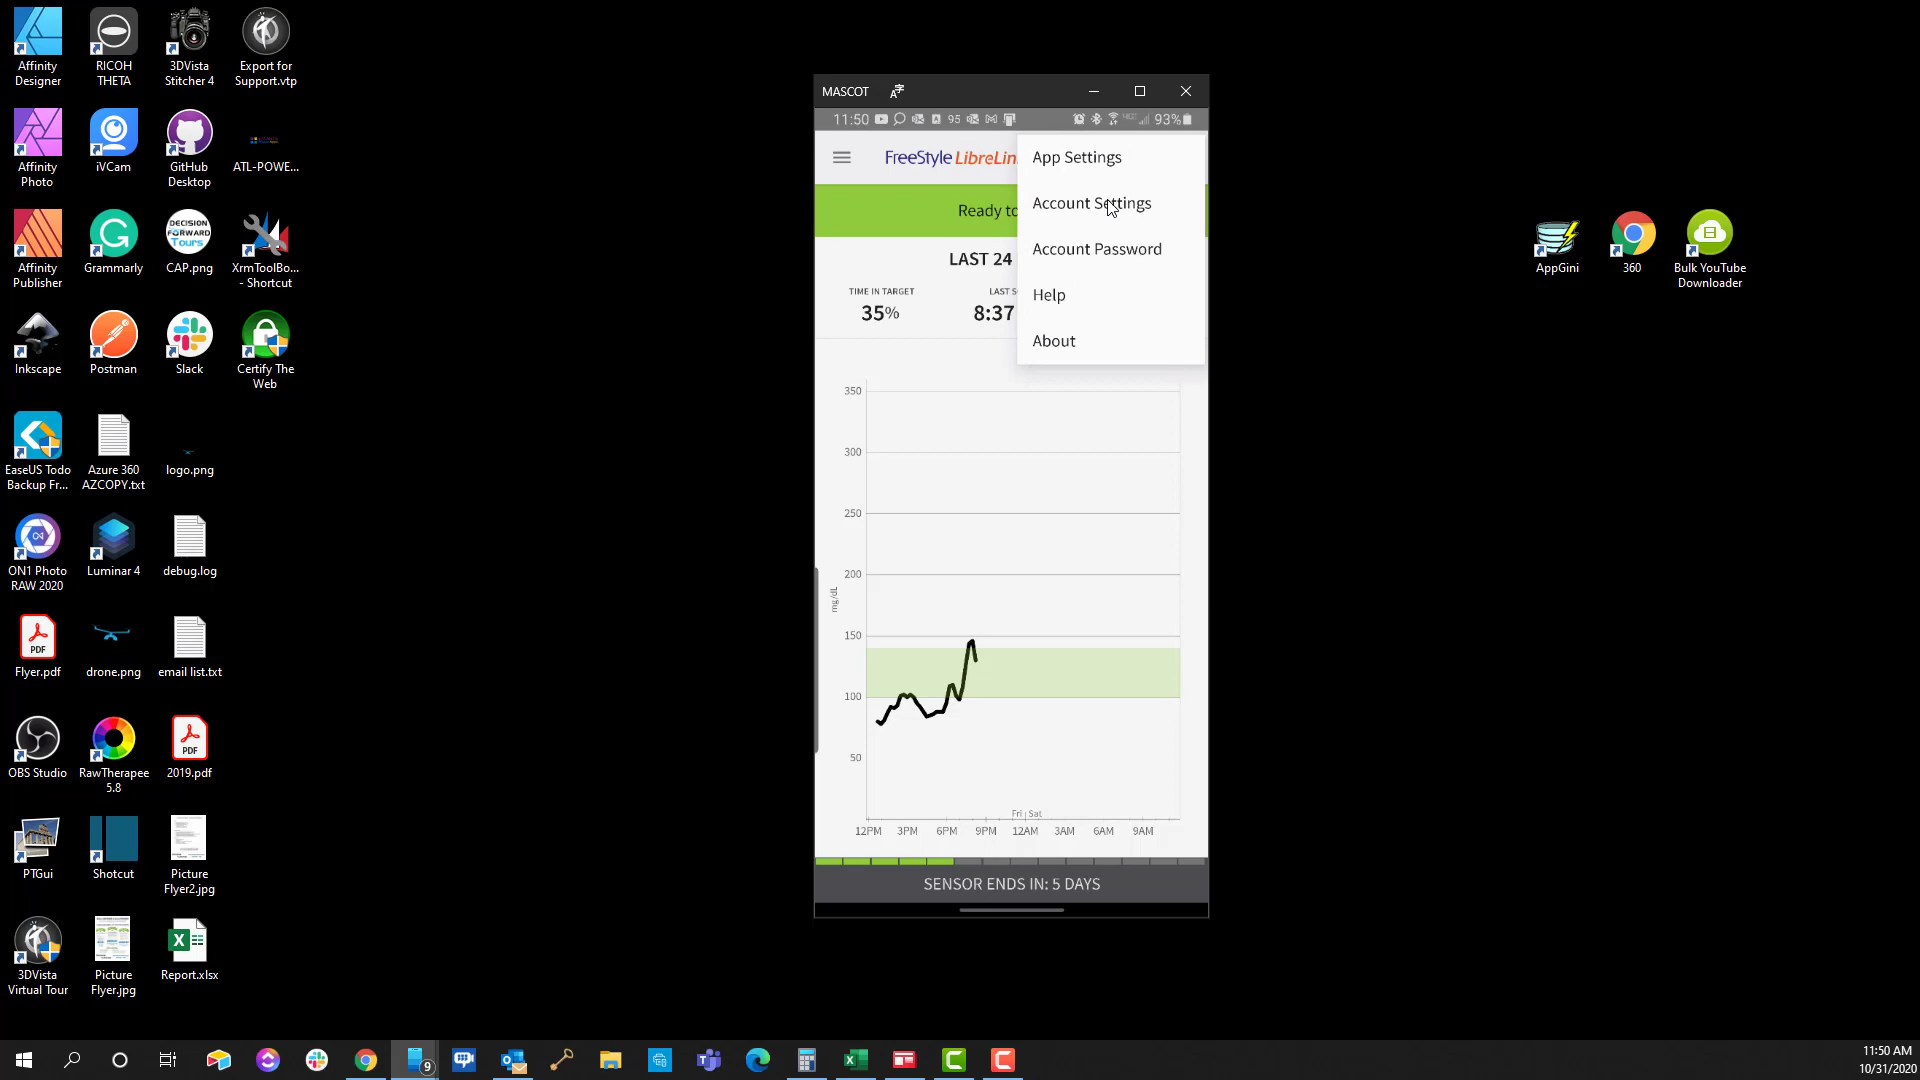 Affinity
Designer
RICOH
THETA
3DVista
Stitcher 4
Export for
Support.vtp
Affinity
Photo
iVCam
GitHub
Desktop
ATL-POWE...
Affinity
Publisher
Grammarly
DECISION
FORWARD
Tours
CAP.png
XrmToolBo...
- Shortcut
Inkscape
Postman
Slack
Certify The
Web
EaseUS Todo
Backup Fr...
Azure 360
AZCOPY.txt
logo.png
ON1 Photo
RAW 2020
Luminar 4
debug.log
PDF
Flyer.pdf
drone.png
email list.txt
OBS Studio
RawTherapee
5.8
PDF
2019.pdf
PTGui
Shotcut
Picture
Flyer2.jpg
3DVista
Virtual Tour
Picture
Flyer.jpg
Report.xlsx
MASCOT
11:50
95
93%
FreeStyle LibreLin
App Settings
Account Settings
Account Password
Help
About
Ready to
LAST 24
TIME IN TARGET
35%
LAST S
8:37
350
300
250
200
150
100
50
mg/dL
Fri
Sat
12PM 3PM 6PM 9PM 12AM 3AM 6AM 9AM
SENSOR ENDS IN: 5 DAYS
AppGini
360
Bulk YouTube
Downloader
9
11:50 AM
10/31/2020